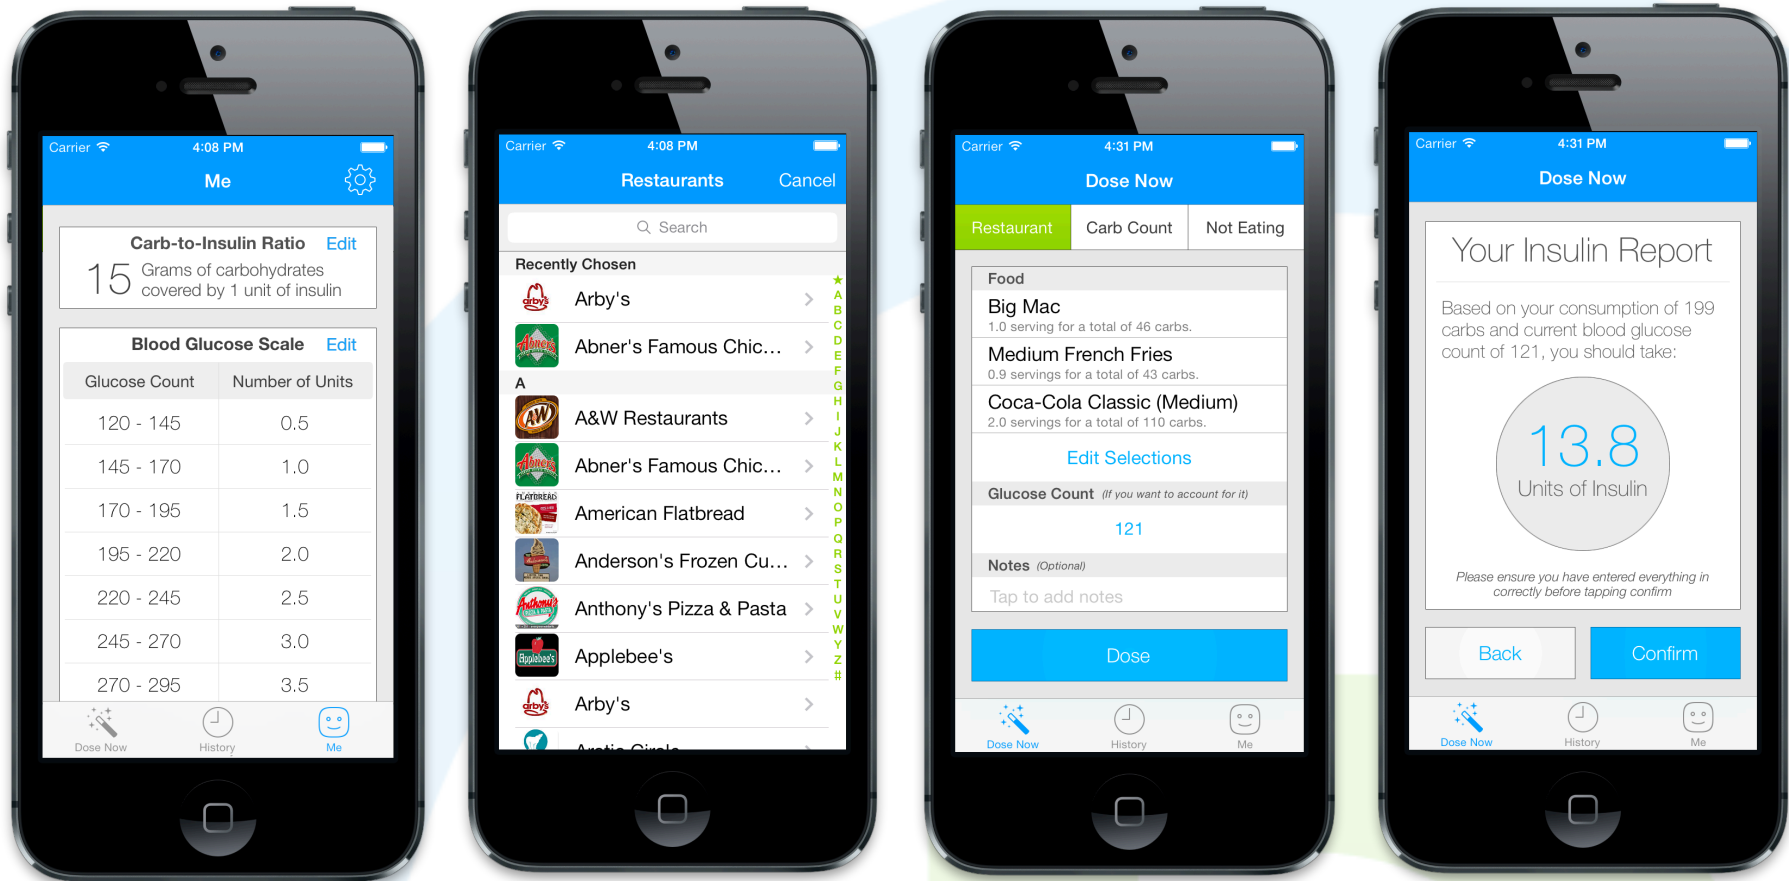 Carrier
4:08 PM
Me
Carb-to-Insulin Ratio Edit
15 Grams of carbohydrates
covered by 1 unit of insulin
Blood Glucose Scale Edit
Glucose Count Number of Units
120 - 145 0.5
145 - 170 1.0
170 - 195 1.5
195 - 220 2.0
220 - 245 2.5
245 - 270 3.0
270 - 295 3.5
Dose Now History Me
Carrier
4:08 PM
Restaurants Cancel
Search
Recently Chosen
arby's Arby's
Abner's Abner's Famous Chic...
A
A&W A&W Restaurants
Abner's Abner's Famous Chic...
FLATBREAD American Flatbread
Anderson's Frozen Cu...
Anthony's Anthony's Pizza & Pasta
Applebee's Applebee's
arby's Arby's
Arctic Circle
★
A
B
C
D
E
F
G
H
I
J
K
L
M
N
O
P
Q
R
S
T
U
V
W
Y
Z
#
Carrier
4:31 PM
Dose Now
Restaurant Carb Count Not Eating
Food
Big Mac
1.0 serving for a total of 46 carbs.
Medium French Fries
0.9 servings for a total of 43 carbs.
Coca-Cola Classic (Medium)
2.0 servings for a total of 110 carbs.
Edit Selections
Glucose Count (If you want to account for it)
121
Notes (Optional)
Tap to add notes
Dose
Dose Now History Me
Carrier
4:31 PM
Dose Now
Your Insulin Report
Based on your consumption of 199
carbs and current blood glucose
count of 121, you should take:
13.8
Units of Insulin
Please ensure you have entered everything in
correctly before tapping confirm
Back Confirm
Dose Now History Me